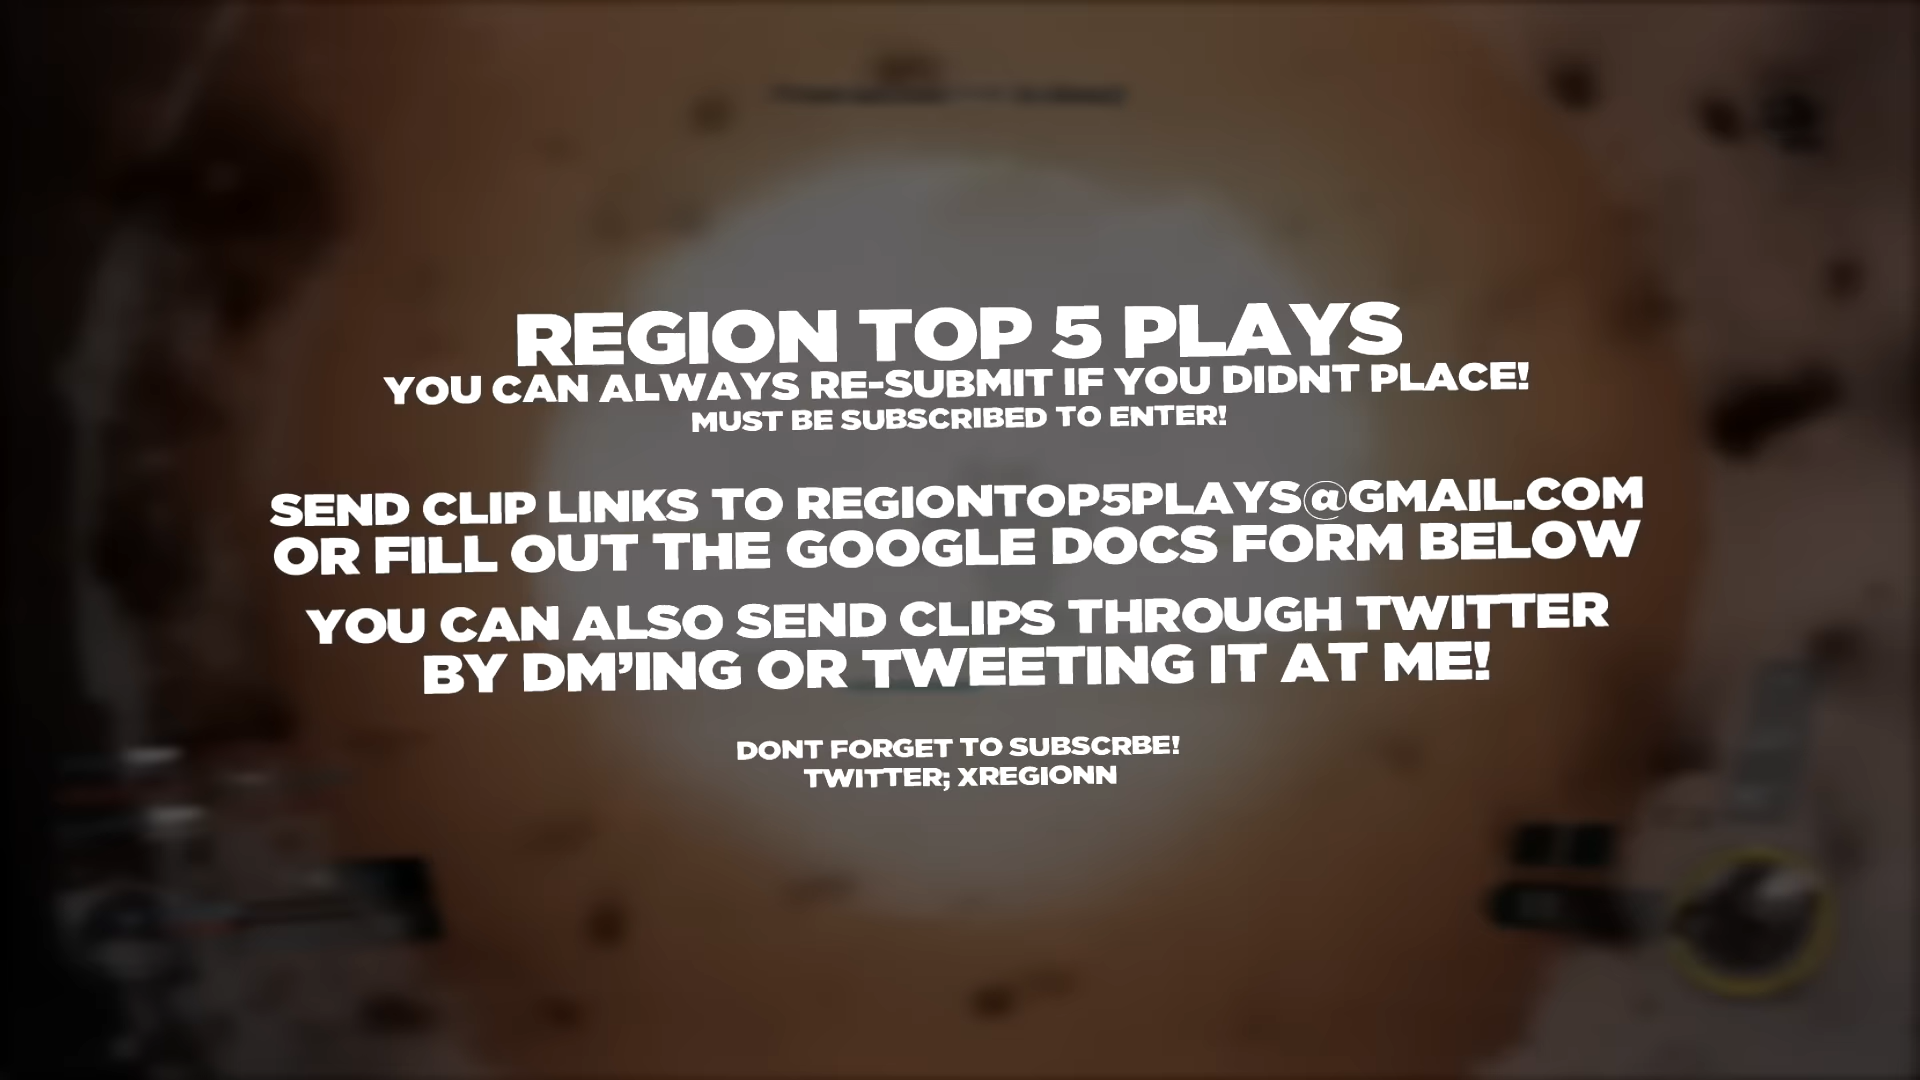 REGION TOP 5 PLAYS
YOU CAN ALWAYS RE-SUBMIT IF YOU DIDNT PLACE!
MUST BE SUBSCRIBED TO ENTER!
SEND CLIP LINKS TO REGIONTOP5PLAYS@GMAIL.COM
OR FILL OUT THE GOOGLE DOCS FORM BELOW
YOU CAN ALSO SEND CLIPS THROUGH TWITTER
BY DM'ING OR TWEETING IT AT ME!
DONT FORGET TO SUBSCRBE!
TWITTER; XREGIONN